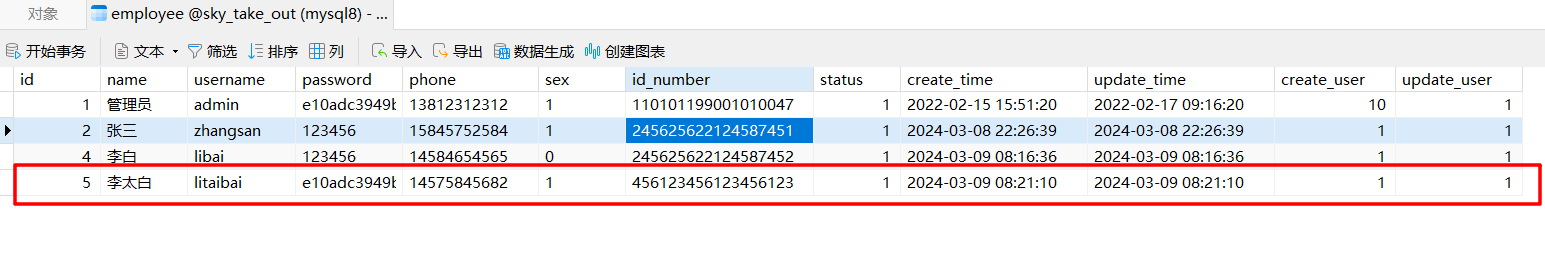 对象 employee @sky_take_out (mysql8) - ...
开始事务 文本 筛选 排序 列 导入 导出 数据生成 创建图表
id name username password phone sex id_number status create_time update_time create_user update_user
1 管理员 admin e10adc3949b 13812312312 1 110101199001010047 1 2022-02-15 15:51:20 2022-02-17 09:16:20 10 1
2 张三 zhangsan 123456 15845752584 1 245625622124587451 1 2024-03-08 22:26:39 2024-03-08 22:26:39 1 1
4 李白 libai 123456 14584654565 0 245625622124587452 1 2024-03-09 08:16:36 2024-03-09 08:16:36 1 1
5 李太白 litaibai e10adc3949b 14575845682 1 456123456123456123 1 2024-03-09 08:21:10 2024-03-09 08:21:10 1 1